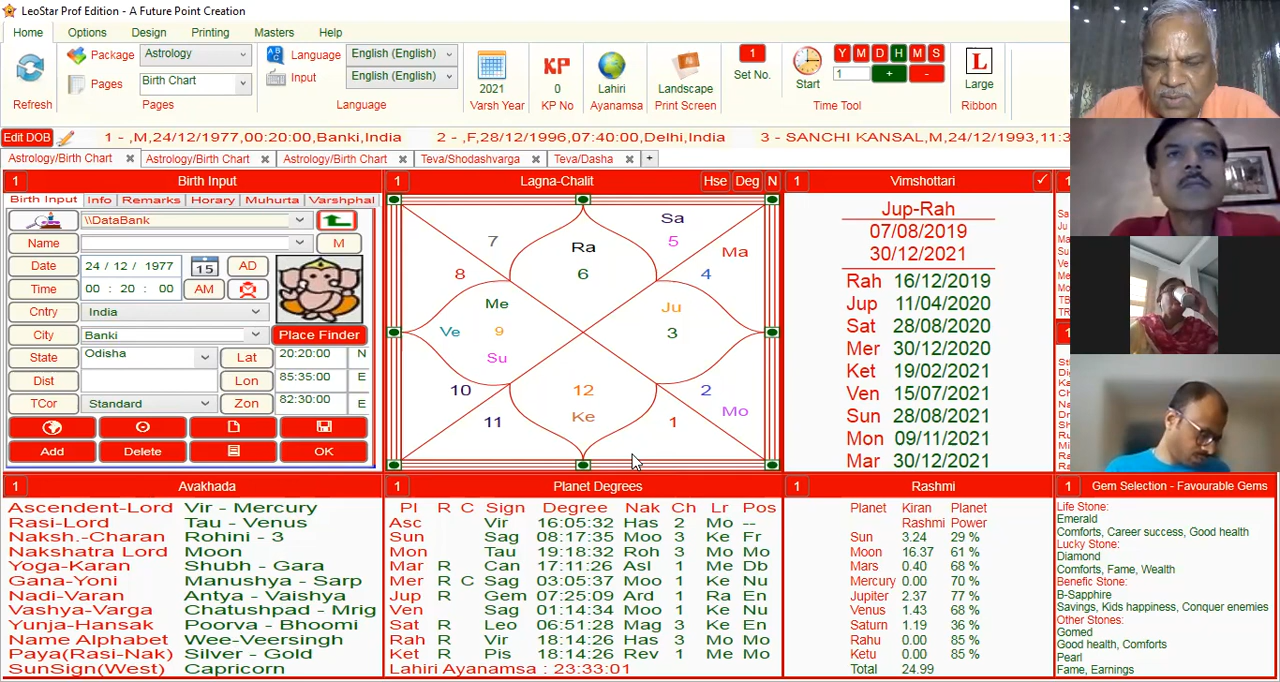 LeoStar Prof Edition - A Future Point Creation
Home Options Design Printing Masters Help
Refresh
Package Astrology
Pages Birth Chart
Pages
Language English (English)
Input English (English)
Language
2021
Varsh Year
KP
0
KP No
Lahiri
Ayanamsa
Landscape
Print Screen
1
Set No.
Start
Y M D H M S
1 + -
Time Tool
L
Large
Ribbon
Edit DOB 1 - ,M,24/12/1977,00:20:00,Banki,India 2 - ,F,28/12/1996,07:40:00,Delhi,India 3 - SANCHI KANSAL,M,24/12/1993,11:3
Astrology/Birth Chart × Astrology/Birth Chart × Astrology/Birth Chart × Teva/Shodashvarga × Teva/Dasha × +
1 Birth Input
Birth Input Info Remarks Horary Muhurta Varshphal
\\DataBank
Name M
Date 24 / 12 / 1977 15 AD
Time 00 : 20 : 00 AM
Cntry India
City Banki Place Finder
State Odisha Lat 20:20:00 N
Dist Lon 85:35:00 E
TCor Standard Zon 82:30:00 E
Add Delete OK
1 Lagna-Chalit Hse Deg N
Sa
7 Ra 5 Ma
8 6 4
Me Ju
Ve 9 3
Su
10 12 2
Ke Mo
11 1
1 Vimshottari ✓
Jup-Rah
07/08/2019
30/12/2021
Rah 16/12/2019
Jup 11/04/2020
Sat 28/08/2020
Mer 30/12/2020
Ket 19/02/2021
Ven 15/07/2021
Sun 28/08/2021
Mon 09/11/2021
Mar 30/12/2021
1
Sa
Ju
Ma
Ve
Me
1 Avakhada
Ascendent-Lord Vir - Mercury
Rasi-Lord Tau - Venus
Naksh.-Charan Rohini - 3
Nakshatra Lord Moon
Yoga-Karan Shubh - Gara
Gana-Yoni Manushya - Sarp
Nadi-Varan Antya - Vaishya
Vashya-Varga Chatushpad - Mrig
Yunja-Hansak Poorva - Bhoomi
Name Alphabet Wee-Veersingh
Paya(Rasi-Nak) Silver - Gold
SunSign(West) Capricorn
1 Planet Degrees
Pl R C Sign Degree Nak Ch Lr Pos
Asc Vir 16:05:32 Has 2 Mo --
Sun Sag 08:17:35 Moo 3 Ke Fr
Mon Tau 19:18:32 Roh 3 Mo Mo
Mar R Can 17:11:26 Asl 1 Me Db
Mer R C Sag 03:05:37 Moo 1 Ke Nu
Jup R Gem 07:25:09 Ard 1 Ra En
Ven Sag 01:14:34 Moo 1 Ke Nu
Sat R Leo 06:51:28 Mag 3 Ke En
Rah R Vir 18:14:26 Has 3 Mo Mo
Ket R Pis 18:14:26 Rev 1 Me Mo
Lahiri Ayanamsa : 23:33:01
1 Rashmi
Planet Kiran Planet
Rashmi Power
Sun 3.24 29 %
Moon 16.37 61 %
Mars 0.40 68 %
Mercury 0.00 70 %
Jupiter 2.37 77 %
Venus 1.43 68 %
Saturn 1.19 36 %
Rahu 0.00 85 %
Ketu 0.00 85 %
Total 24.99
1 Gem Selection - Favourable Gems
Life Stone:
Emerald
Comforts, Career success, Good health
Lucky Stone:
Diamond
Comforts, Fame, Wealth
Benefic Stone:
B-Sapphire
Savings, Kids happiness, Conquer enemies
Other Stones:
Gomed
Good health, Comforts
Pearl
Fame, Earnings